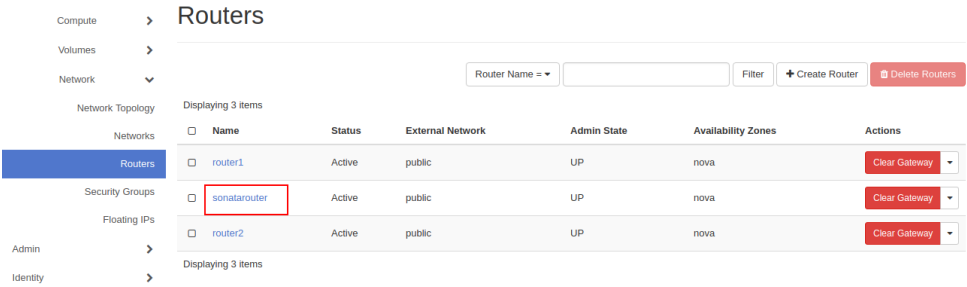 Compute
Volumes
Network
Network Topology
Networks
Routers
Security Groups
Floating IPs
Admin
Identity
Routers
Router Name = Filter Create Router Delete Routers
Displaying 3 items
Name Status External Network Admin State Availability Zones Actions
router1 Active public UP nova Clear Gateway
sonatarouter Active public UP nova Clear Gateway
router2 Active public UP nova Clear Gateway
Displaying 3 items